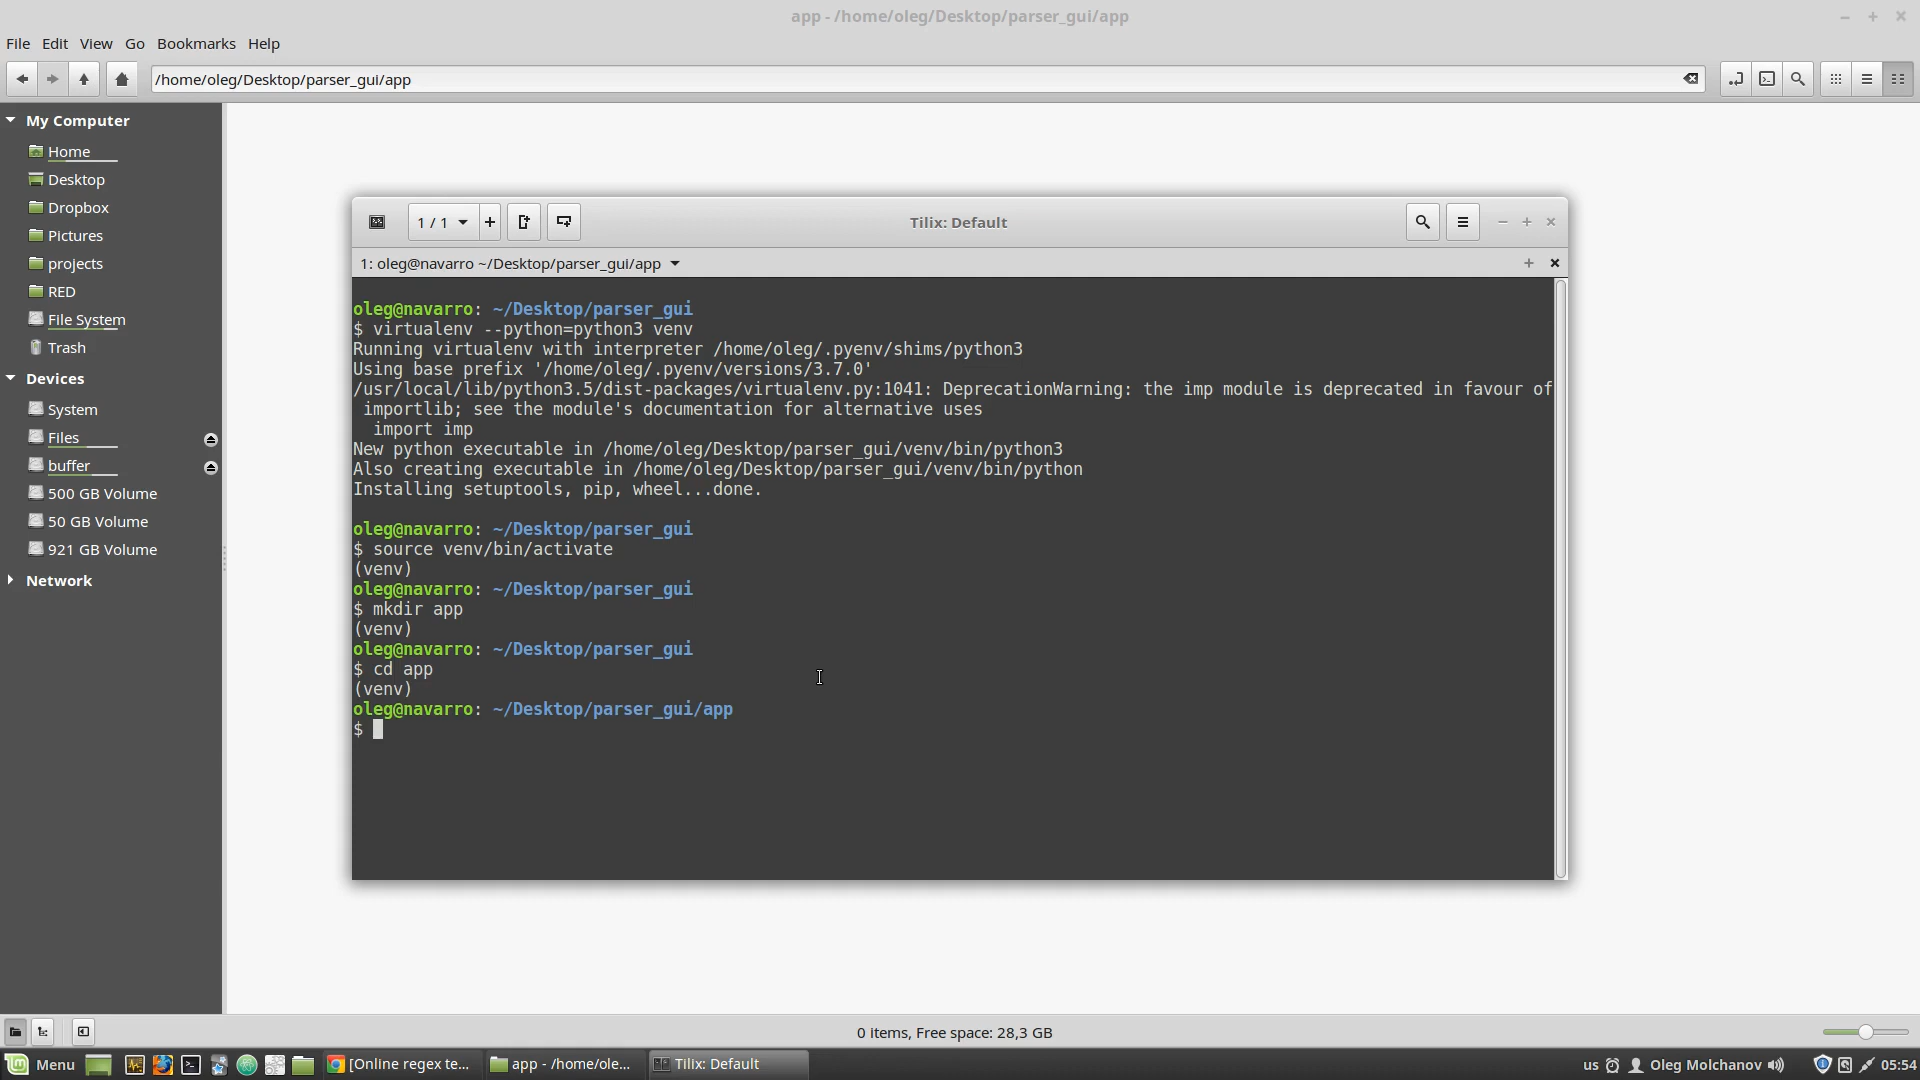 app - /home/oleg/Desktop/parser_gui/app
File Edit View Go Bookmarks Help
/home/oleg/Desktop/parser_gui/app
My Computer
Home
Desktop
Dropbox
Pictures
projects
RED
File System
Trash
Devices
System
Files
buffer
500 GB Volume
50 GB Volume
921 GB Volume
Network
1 / 1
Tilix: Default
1: oleg@navarro ~/Desktop/parser_gui/app
oleg@navarro: ~/Desktop/parser_gui
$ virtualenv --python=python3 venv
Running virtualenv with interpreter /home/oleg/.pyenv/shims/python3
Using base prefix '/home/oleg/.pyenv/versions/3.7.0'
/usr/local/lib/python3.5/dist-packages/virtualenv.py:1041: DeprecationWarning: the imp module is deprecated in favour of
importlib; see the module's documentation for alternative uses
import imp
New python executable in /home/oleg/Desktop/parser_gui/venv/bin/python3
Also creating executable in /home/oleg/Desktop/parser_gui/venv/bin/python
Installing setuptools, pip, wheel...done.
oleg@navarro: ~/Desktop/parser_gui
$ source venv/bin/activate
(venv)
oleg@navarro: ~/Desktop/parser_gui
$ mkdir app
(venv)
oleg@navarro: ~/Desktop/parser_gui
$ cd app
(venv)
oleg@navarro: ~/Desktop/parser_gui/app
$
0 items, Free space: 28,3 GB
Menu
[Online regex te...
app - /home/ole...
Tilix: Default
us
Oleg Molchanov
05:54